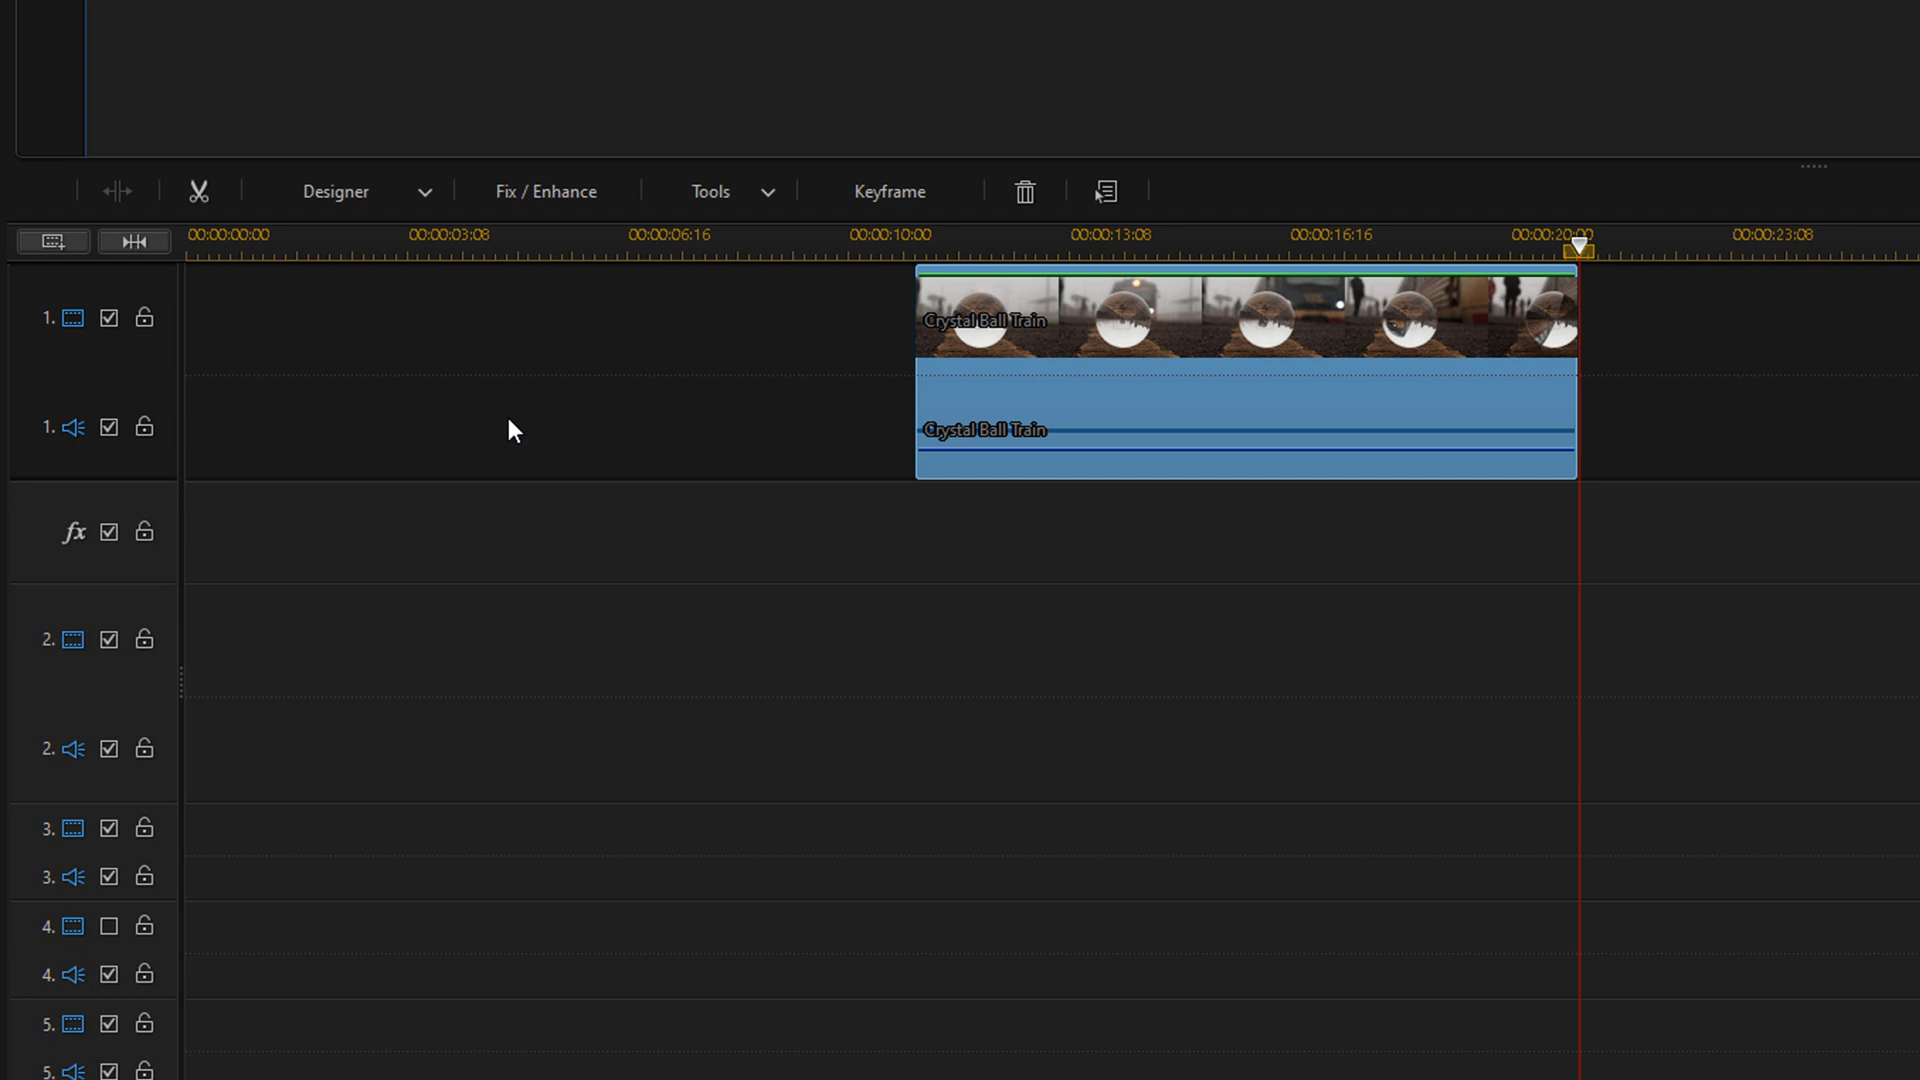 Designer Fix / Enhance Tools Keyframe
00:00:00:00 00:00:03:08 00:00:06:16 00:00:10:00 00:00:13:08 00:00:16:16 00:00:20:00 00:00:23:08
1. Crystal Ball Train
1. Crystal Ball Train
fx
2.
2.
3.
3.
4.
4.
5.
5.